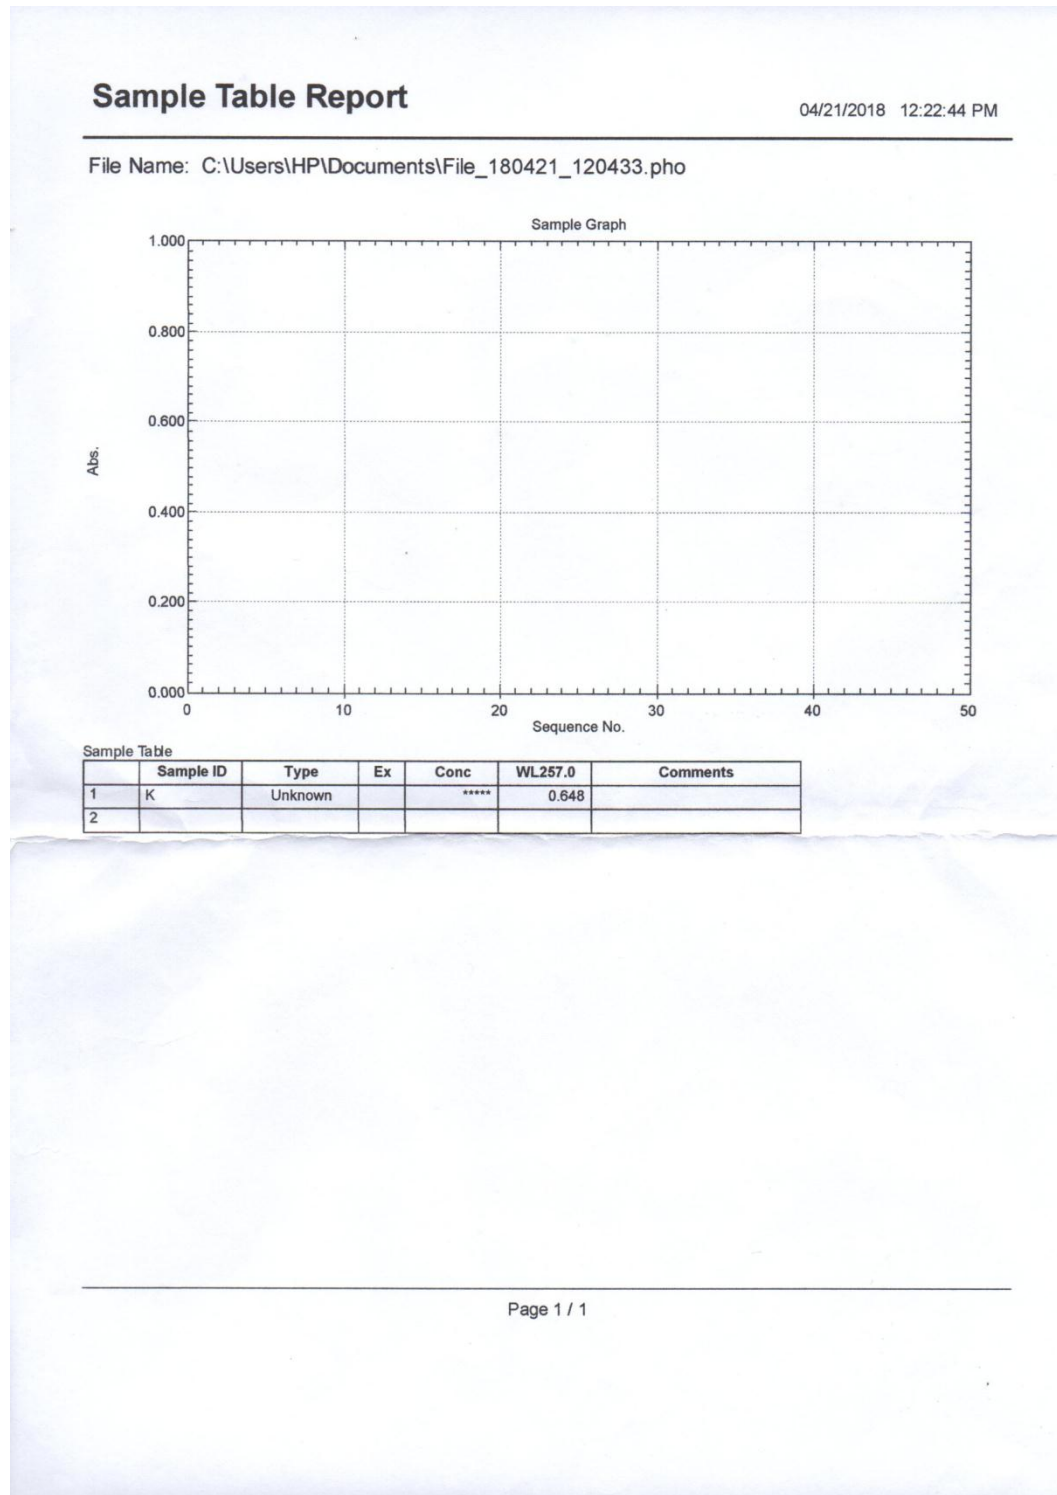 Sample Table Report
04/21/2018 12:22:44 PM
File Name: C:\Users\HP\Documents\File_180421_120433.pho
Sample Graph
1.000
0.800
0.600
Abs.
0.400
0.200
0.000
0 10 20 30 40 50
Sequence No.
Sample Table
Sample ID Type Ex Conc WL257.0 Comments
1 K Unknown ***** 0.648
2
Page 1 / 1